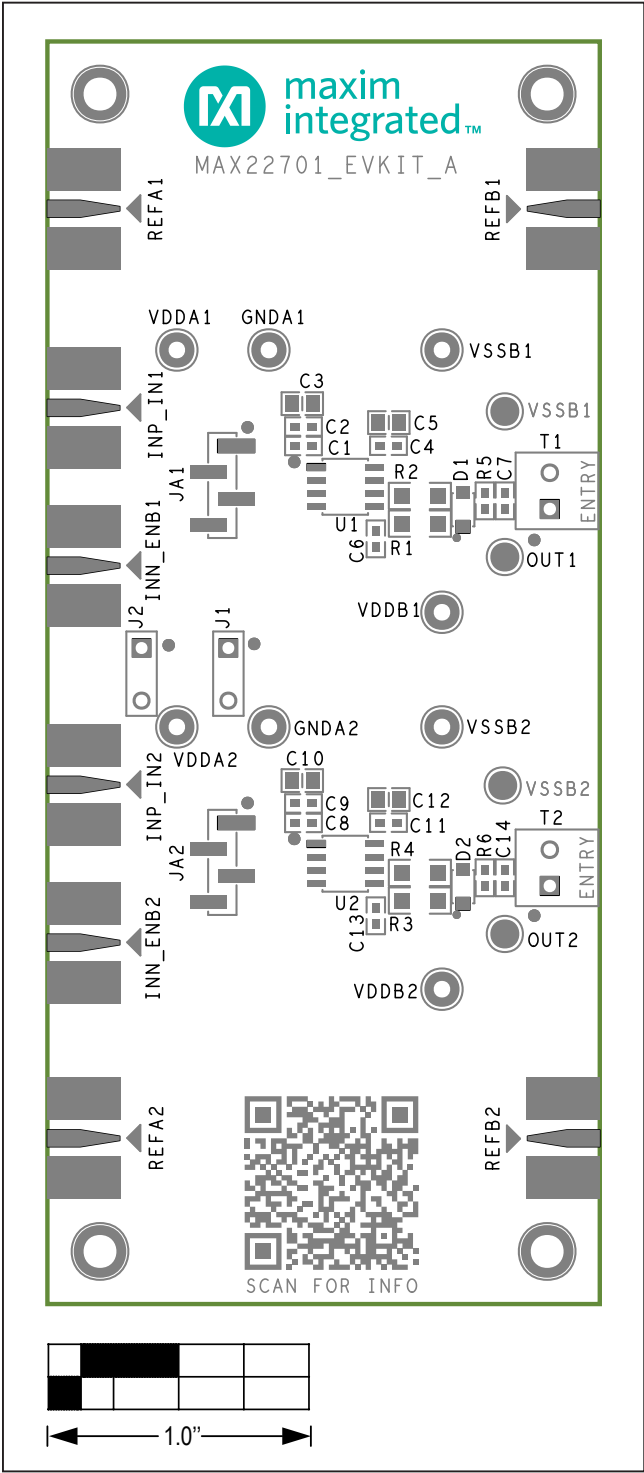 maxim
integrated™
MAX22701_EVKIT_A
REFA1
REFB1
VDDA1
GNDA1
VSSB1
INP_IN1
C3
C2
C1
C5
C4
VSSB1
JA1
R2
D1
R5
C7
T1
ENTRY
U1
C6
R1
OUT1
INN_ENB1
VDDB1
J2
J1
VDDA2
GNDA2
VSSB2
INP_IN2
C10
C9
C8
C12
C11
VSSB2
JA2
R4
D2
R6
C14
T2
ENTRY
U2
C13
R3
OUT2
INN_ENB2
VDDB2
REFA2
REFB2
SCAN FOR INFO
1.0”